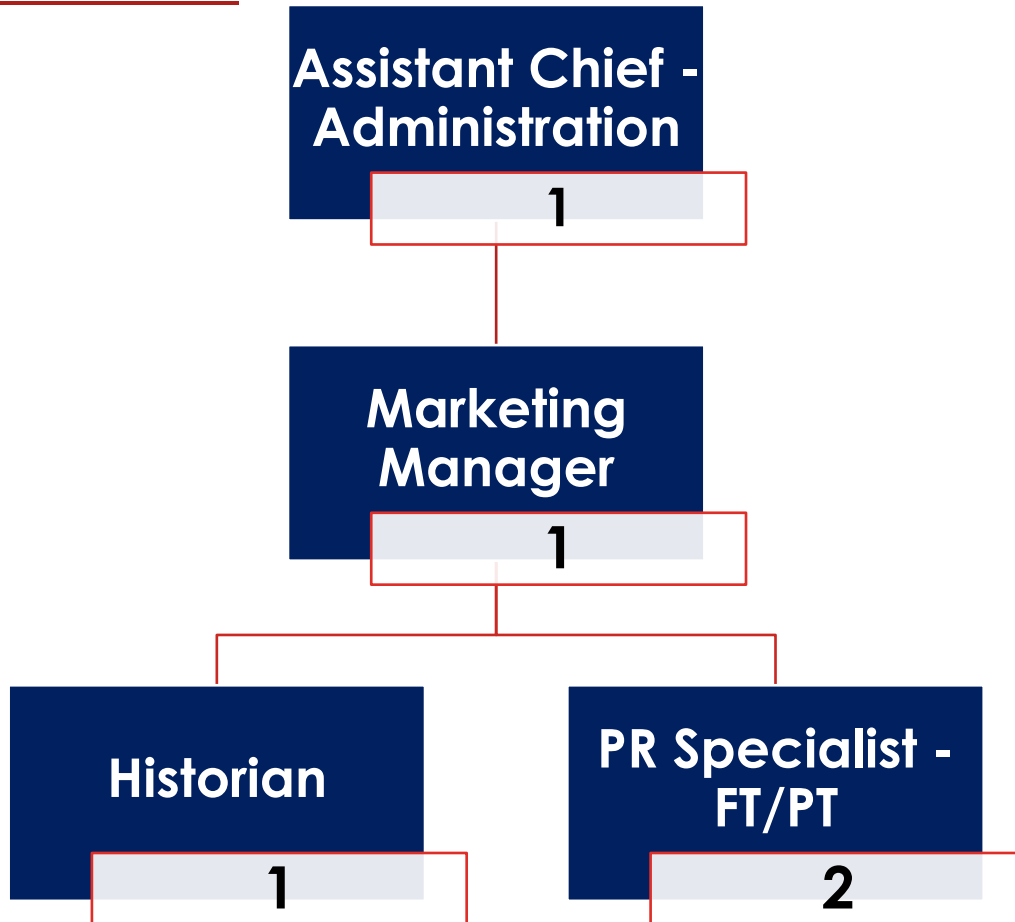 Assistant Chief -
Administration
1
Marketing
Manager
1
Historian
1
PR Specialist -
FT/PT
2